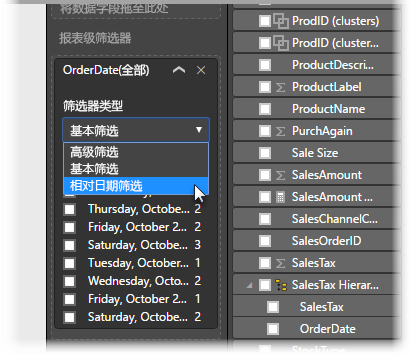 将数据字段拖至此处
报表级筛选器
OrderDate(全部)
筛选器类型
基本筛选
高级筛选
基本筛选
相对日期筛选
Thursday, Octobe... 2
Friday, October 2... 2
Saturday, Octobe... 3
Tuesday, October... 1
Wednesday, Octo... 2
Friday, October 2... 1
Saturday, Octobe... 2
ProdID (clusters)
ProdID (cluster...
ProductDescri...
ProductLabel
ProductName
PurchAgain
Sale Size
SalesAmount
SalesAmount ...
SalesChannelC...
SalesOrderID
SalesTax
SalesTax Hierar...
SalesTax
OrderDate